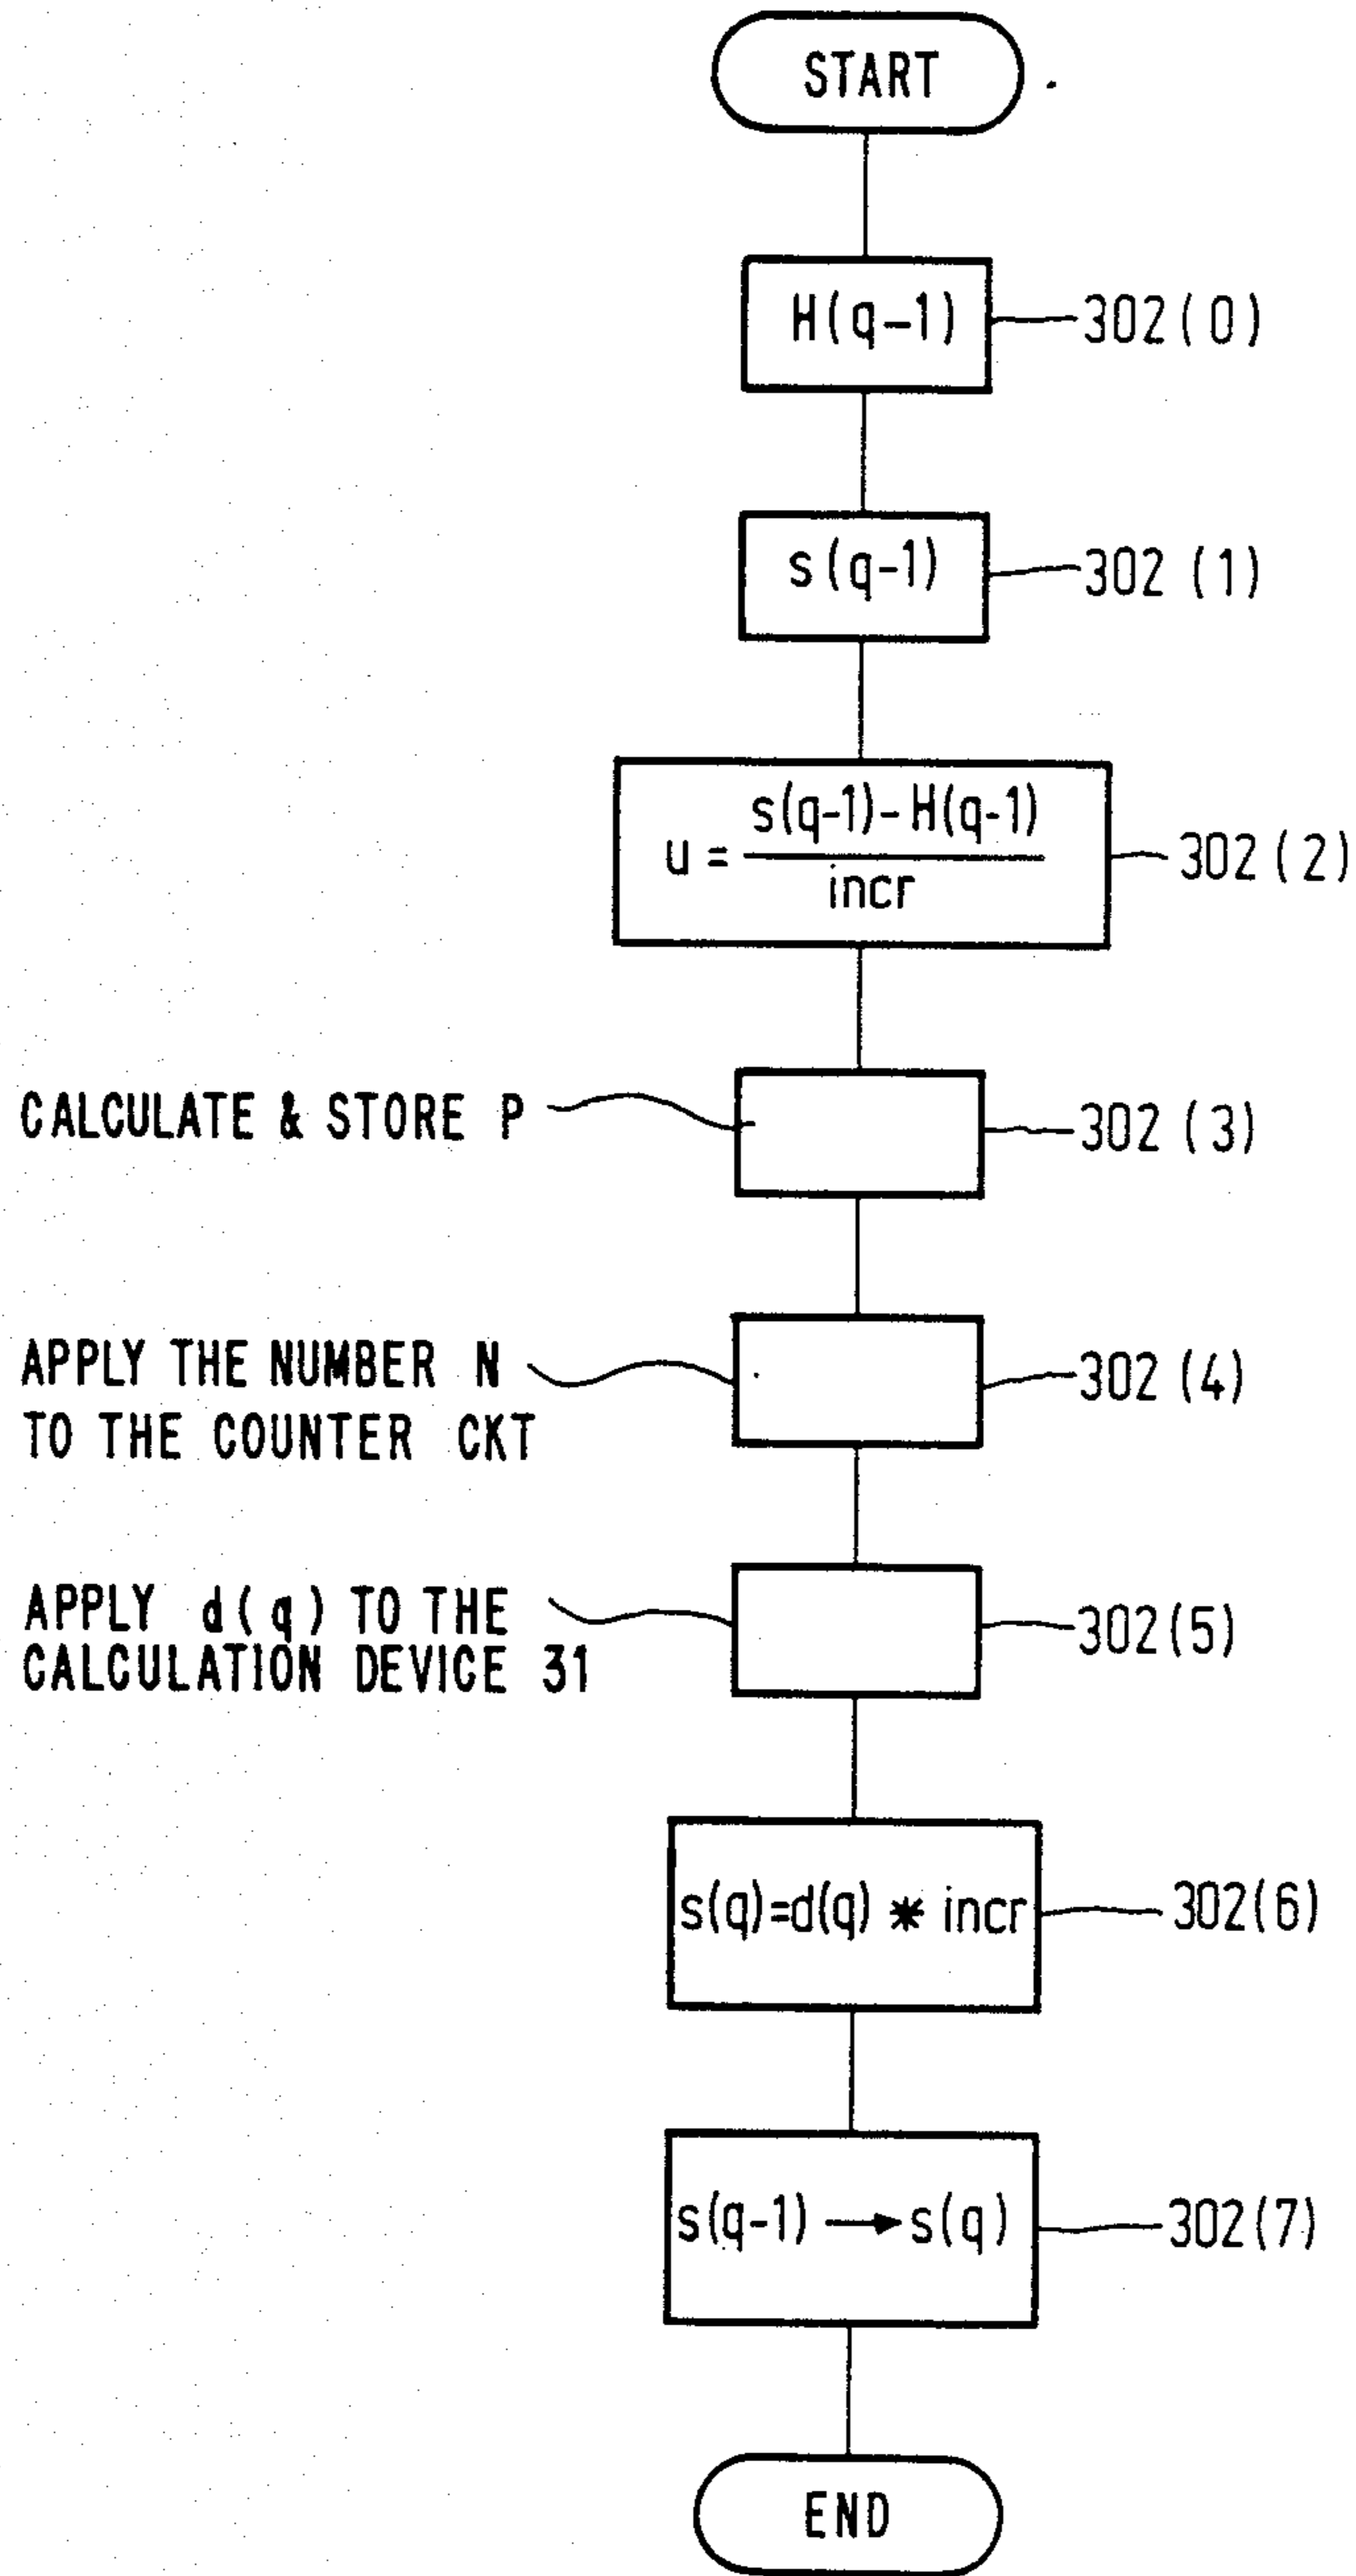 START
H(q-1)
302(0)
s(q-1)
302 (1)
s(q-1)-H(q-1)
u =
incr
302 (2)
CALCULATE & STORE P
302 (3)
APPLY THE NUMBER N
TO THE COUNTER CKT
302 (4)
APPLY d(q) TO THE
CALCULATION DEVICE 31
302(5)
s(q)=d(q) * incr
302(6)
s(q-1) → s(q)
302(7)
END